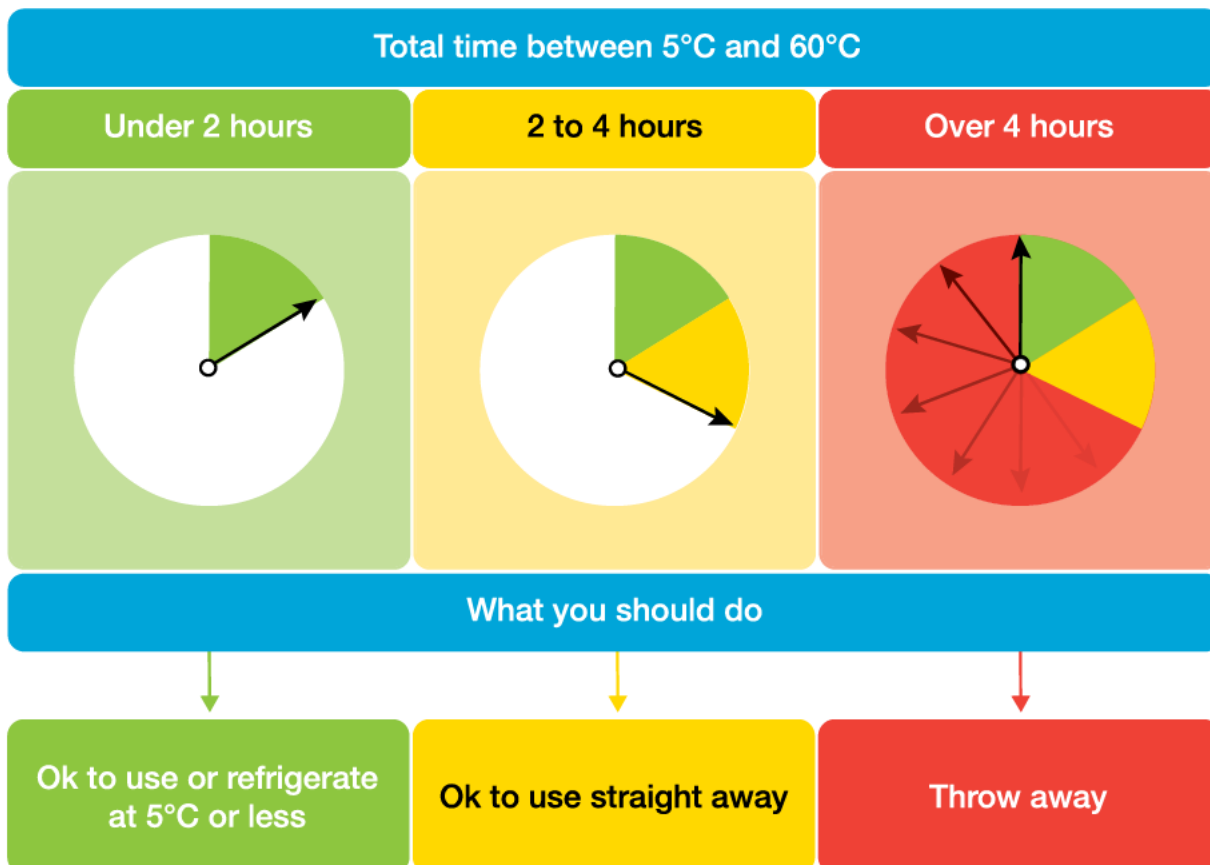 Total time between 5°C and 60°C
Under 2 hours
2 to 4 hours
Over 4 hours
What you should do
Ok to use or refrigerate
at 5°C or less
Ok to use straight away
Throw away